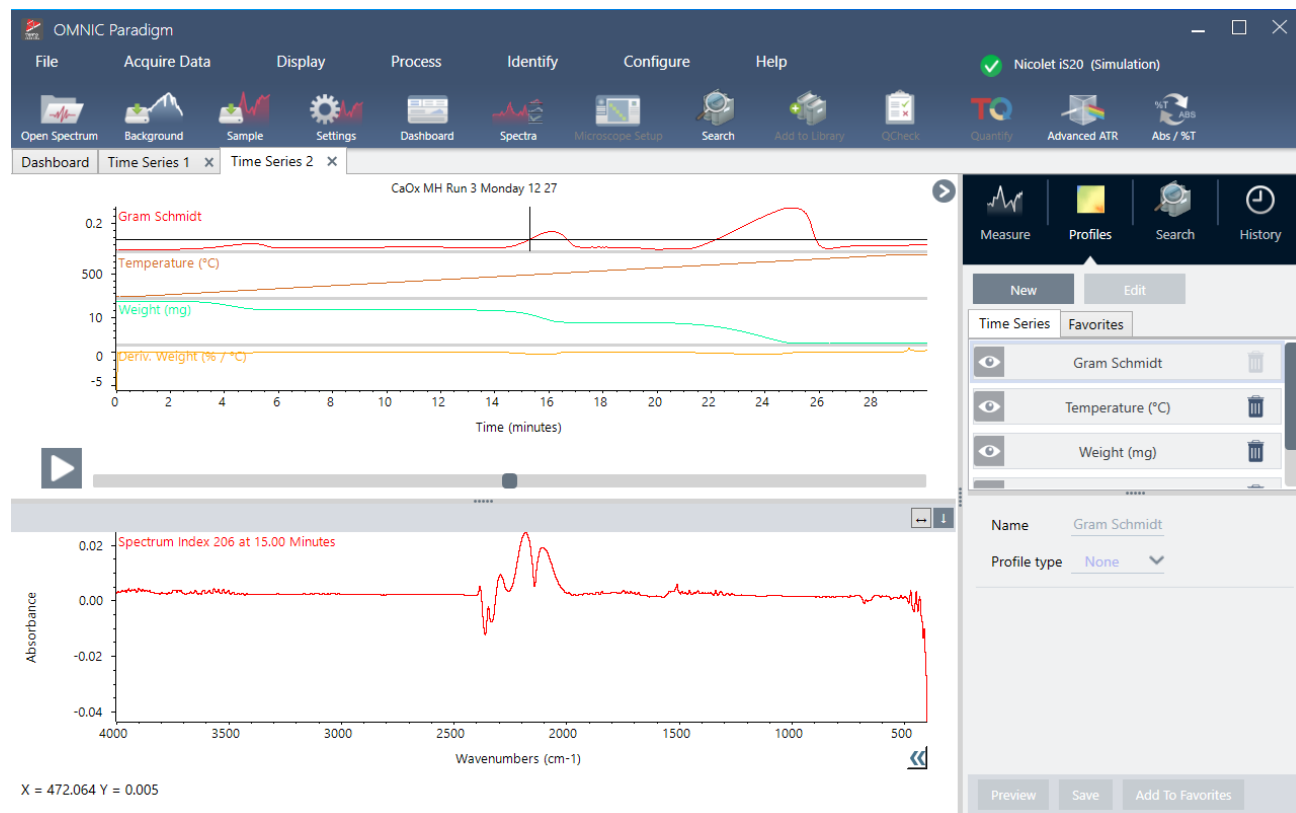 OMNIC Paradigm
File Acquire Data Display Process Identify Configure Help Nicolet iS20 (Simulation)
Open Spectrum Background Sample Settings Dashboard Spectra Microscope Setup Search Add to Library QCheck TQ Quantify Advanced ATR %T ABS Abs / %T
Dashboard Time Series 1 Time Series 2
CaOx MH Run 3 Monday 12 27
0.2 Gram Schmidt
Temperature (°C)
500
Weight (mg)
10
0 Deriv. Weight (% / °C)
-5
0 2 4 6 8 10 12 14 16 18 20 22 24 26 28
Time (minutes)
0.02 Spectrum Index 206 at 15.00 Minutes
0.00
-0.02
-0.04
Absorbance
4000 3500 3000 2500 2000 1500 1000 500
Wavenumbers (cm-1)
X = 472.064 Y = 0.005
Measure Profiles Search History
New Edit
Time Series Favorites
Gram Schmidt
Temperature (°C)
Weight (mg)
Name Gram Schmidt
Profile type None
Preview Save Add To Favorites